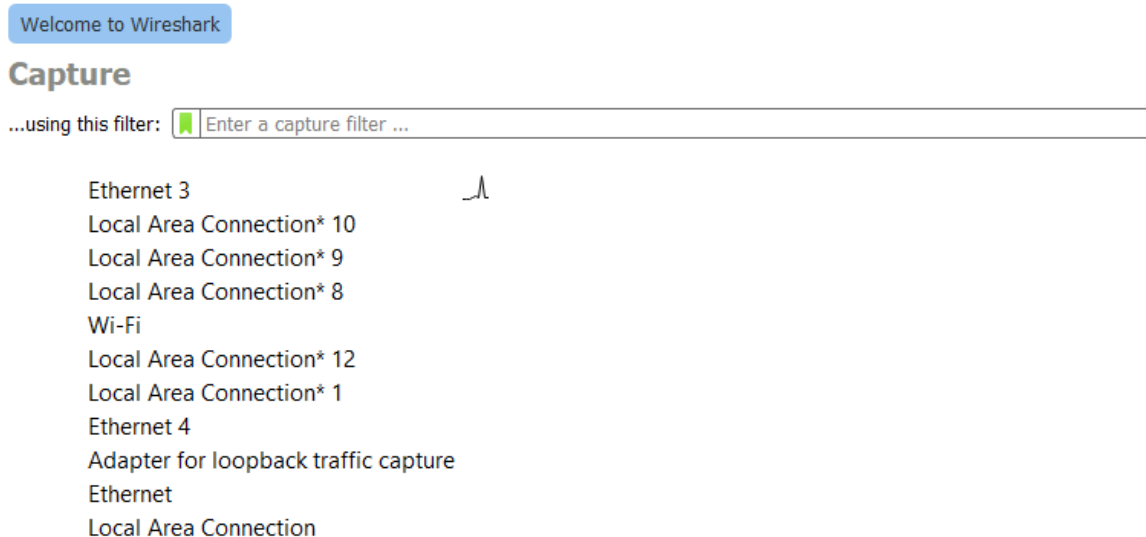 Welcome to Wireshark
Capture
...using this filter: Enter a capture filter ...
Ethernet 3
Local Area Connection* 10
Local Area Connection* 9
Local Area Connection* 8
Wi-Fi
Local Area Connection* 12
Local Area Connection* 1
Ethernet 4
Adapter for loopback traffic capture
Ethernet
Local Area Connection